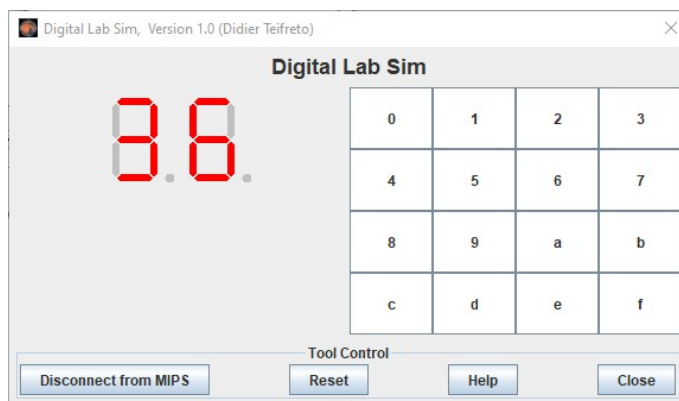 Digital Lab Sim, Version 1.0 (Didier Teifreto)
Digital Lab Sim
36
0 1 2 3
4 5 6 7
8 9 a b
c d e f
Tool Control
Disconnect from MIPS Reset Help Close